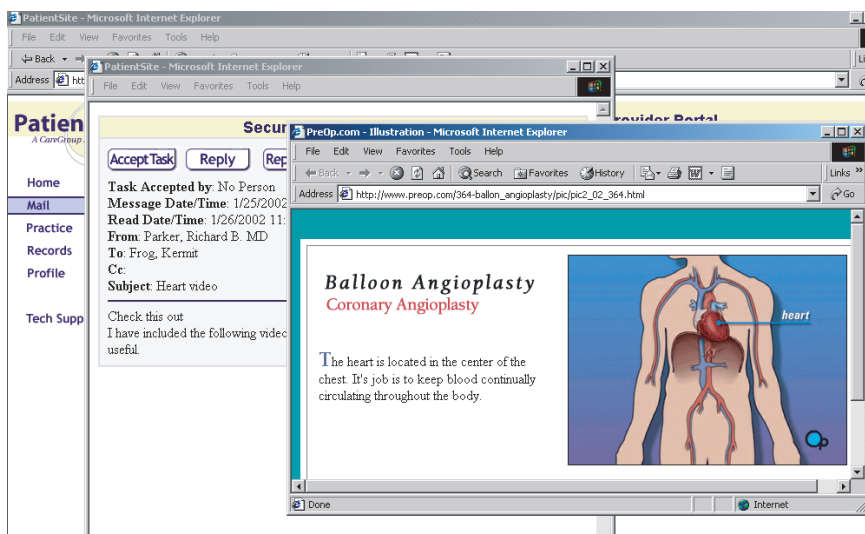 PatientSite - Microsoft Internet Explorer
File Edit View Favorites Tools Help
Back
Address
Patien
A CareGroup
rovider Portal
Home
Mail
Practice
Records
Profile
Tech Supp
PatientSite - Microsoft Internet Explorer
File Edit View Favorites Tools Help
Secur
Accept Task Reply Rep
Task Accepted by: No Person
Message Date/Time: 1/25/2002
Read Date/Time: 1/26/2002 11:
From: Parker, Richard B. MD
To: Frog, Kermit
Cc:
Subject: Heart video
Check this out
I have included the following videc
useful.
PreOp.com - Illustration - Microsoft Internet Explorer
File Edit View Favorites Tools Help
Back Search Favorites History Links »
Address http://www.preop.com/364-ballon_angioplasty/pic/pic2_02_364.html Go
Balloon Angioplasty
Coronary Angioplasty
heart
The heart is located in the center of the
chest. It's job is to keep blood continually
circulating throughout the body.
Op
Done Internet